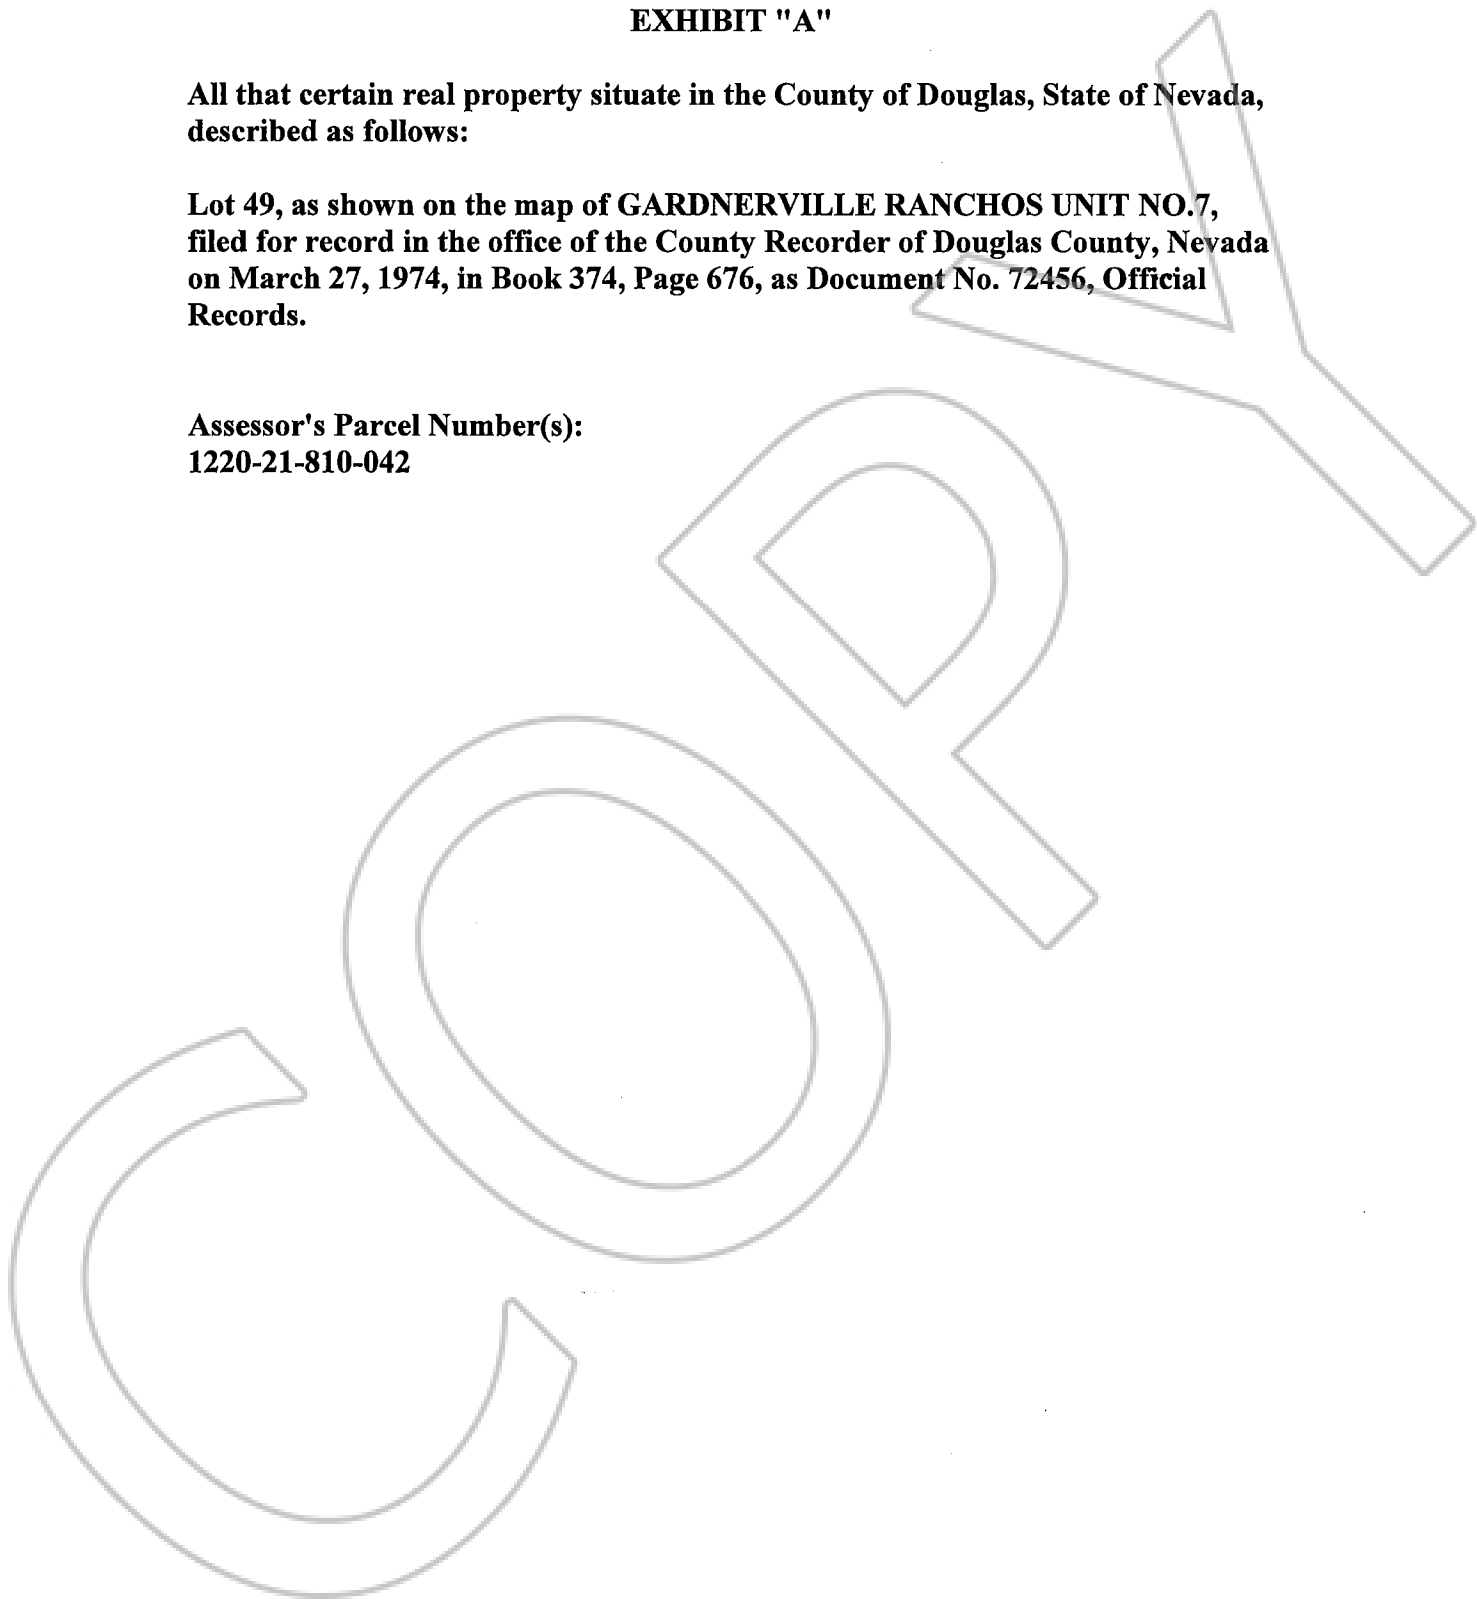 EXHIBIT "A"
All that certain real property situate in the County of Douglas, State of Nevada,
described as follows:
Lot 49, as shown on the map of GARDNERVILLE RANCHOS UNIT NO.7,
filed for record in the office of the County Recorder of Douglas County, Nevada
on March 27, 1974, in Book 374, Page 676, as Document No. 72456, Official
Records.
Assessor's Parcel Number(s):
1220-21-810-042
COPY